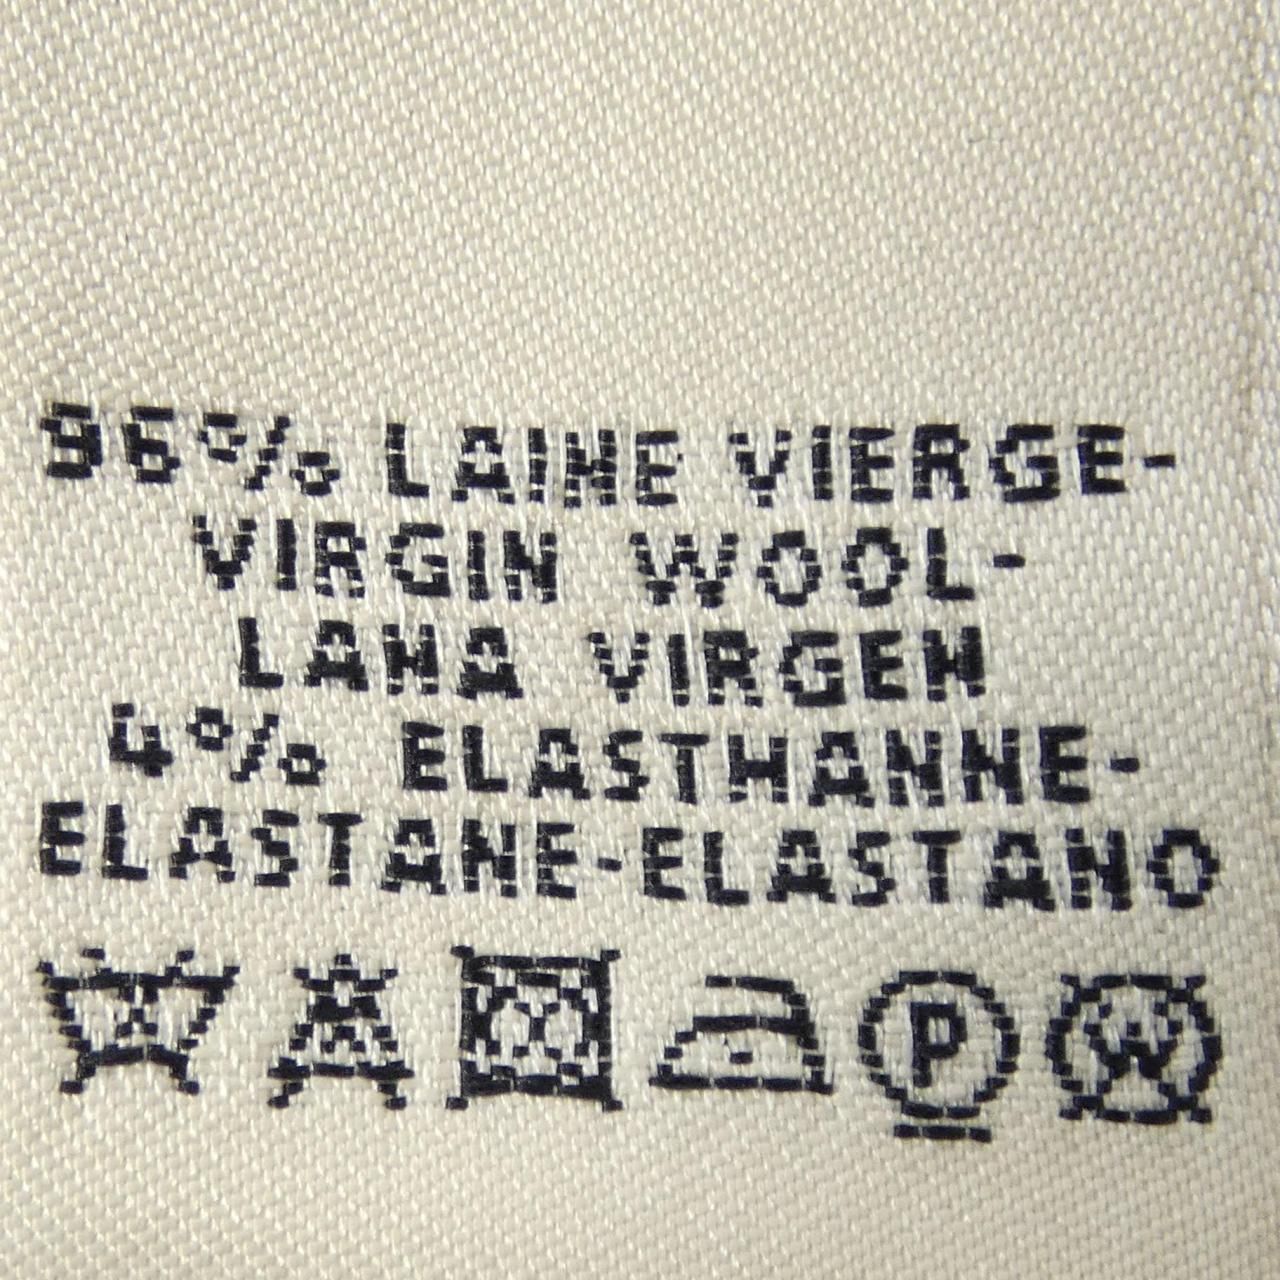 96% LAINE VIERGE-
VIRGIN WOOL-
LANA VIRGEN
4% ELASTHANNE-
ELASTANE-ELASTANO
P W